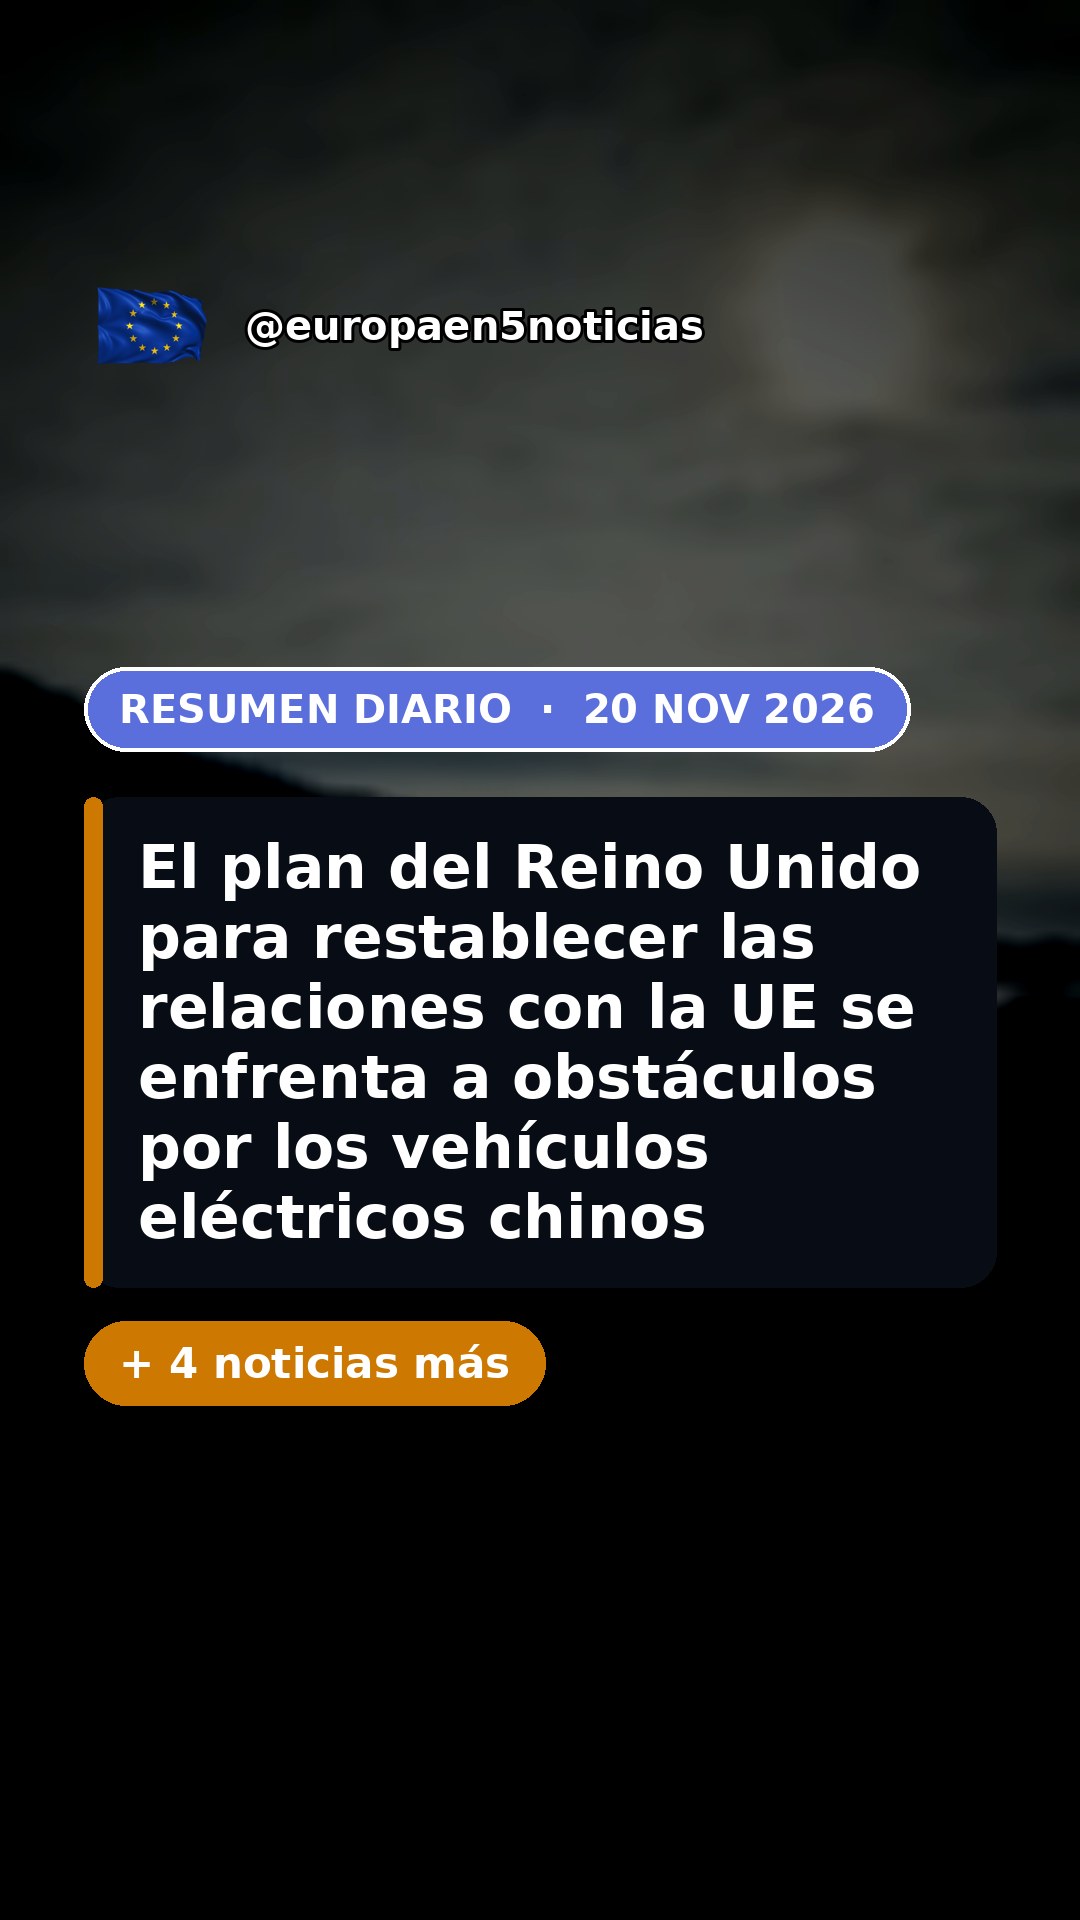 @europaen5noticias
RESUMEN DIARIO · 20 NOV 2026
El plan del Reino Unido
para restablecer las
relaciones con la UE se
enfrenta a obstáculos
por los vehículos
eléctricos chinos
+ 4 noticias más